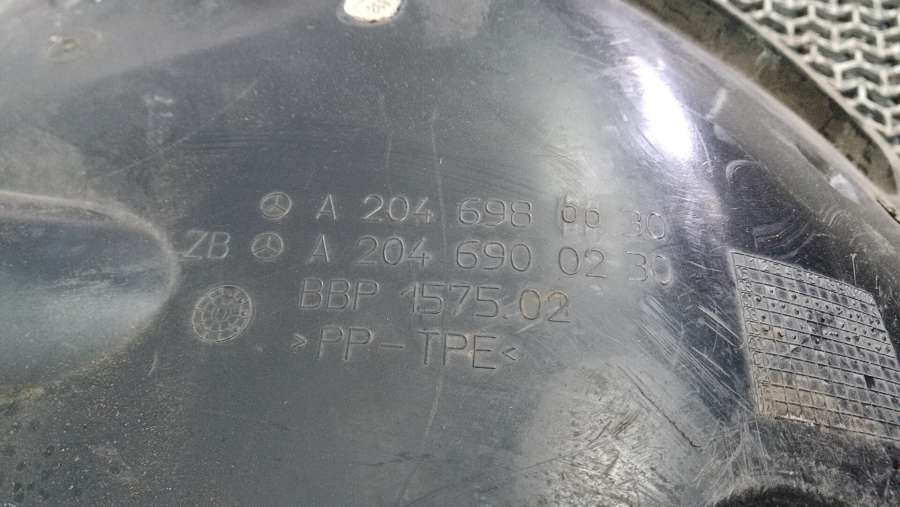 A 204 698 30
ZB A 204 690 02 30
BBP 1575.02
>PP-TPE<